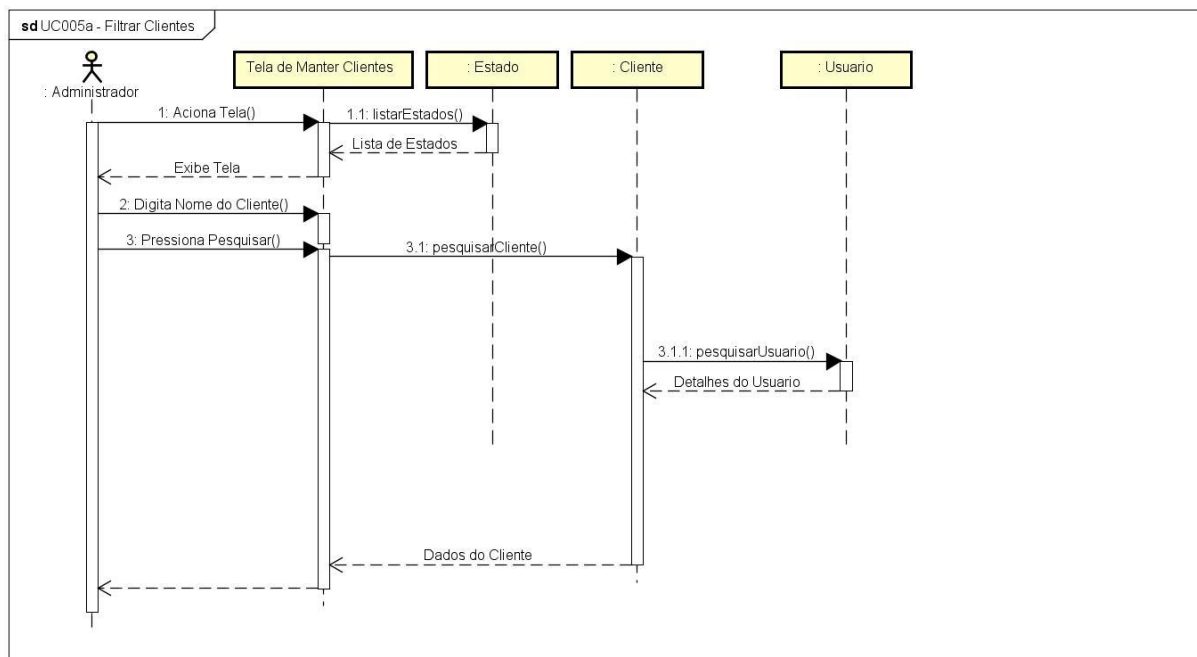 sd UC005a - Filtrar Clientes
: Administrador
Tela de Manter Clientes
: Estado
: Cliente
: Usuario
1: Aciona Tela()
1.1: listarEstados()
Lista de Estados
Exibe Tela
2: Digita Nome do Cliente()
3: Pressiona Pesquisar()
3.1: pesquisarCliente()
3.1.1: pesquisarUsuario()
Detalhes do Usuario
Dados do Cliente